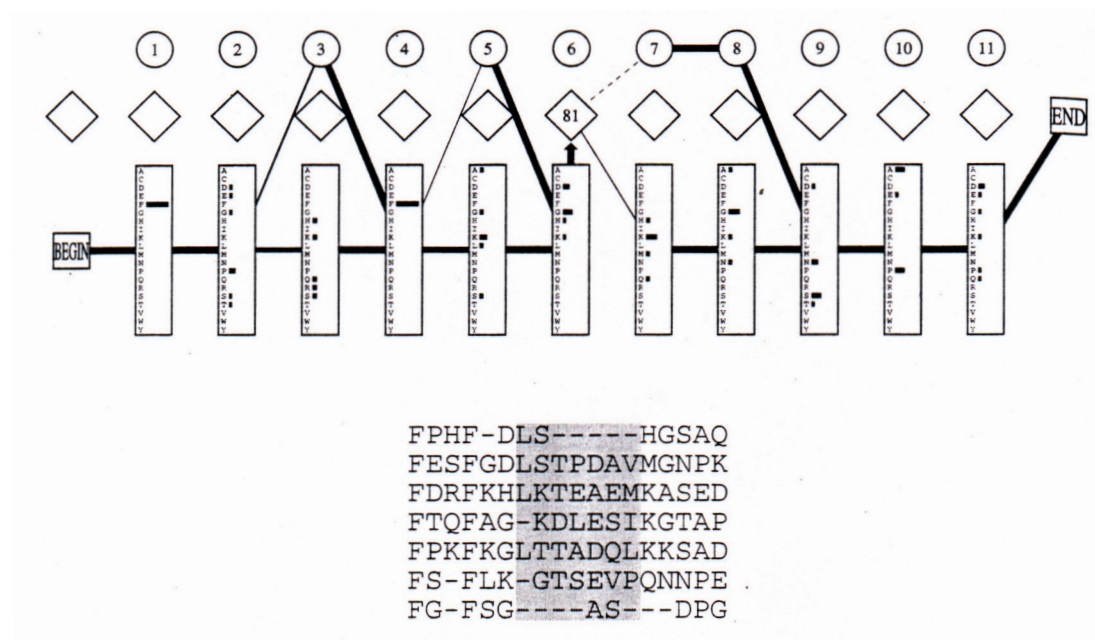 1 2 3 4 5 6 7 8 9 10 11
81
END
A A A A A A A A A A A
C C C C C C C C C C C
D D D D D D D D D D D
E E E E E E E E E E E
F F F F F F F F F F F
G G G G G G G G G G G
H H H H H H H H H H H
I I I I I I I I I I I
K K K K K K K K K K K
BEGIN
L L L L L L L L L L L
M M M M M M M M M M M
N N N N N N N N N N N
P P P P P P P P P P P
Q Q Q Q Q Q Q Q Q Q Q
R R R R R R R R R R R
S S S S S S S S S S S
T T T T T T T T T T T
V V V V V V V V V V V
W W W W W W W W W W W
Y Y Y Y Y Y Y Y Y Y Y
FPHF-DLS-----HGSAQ
FESFGDLSTPDAVMGNPK
FDRFKHLKTEAEMKASED
FTQFAG-KDLESIKGTAP
FPKFKGLTTADQLKKSAD
FS-FLK-GTSEVPQNNPE
FG-FSG----AS---DPG